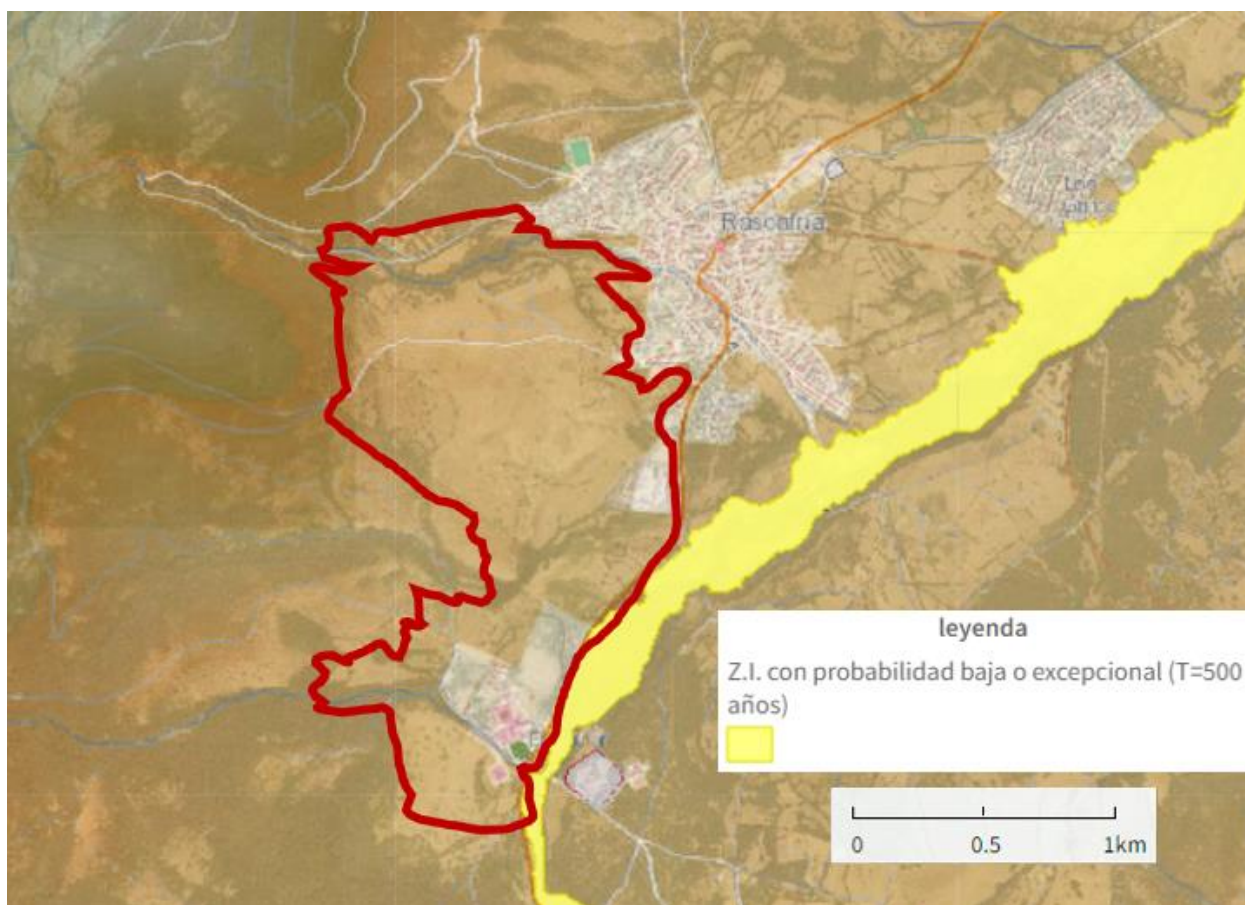 Rascafría
leyenda
Z.I. con probabilidad baja o excepcional (T=500
años)
0 0.5 1km